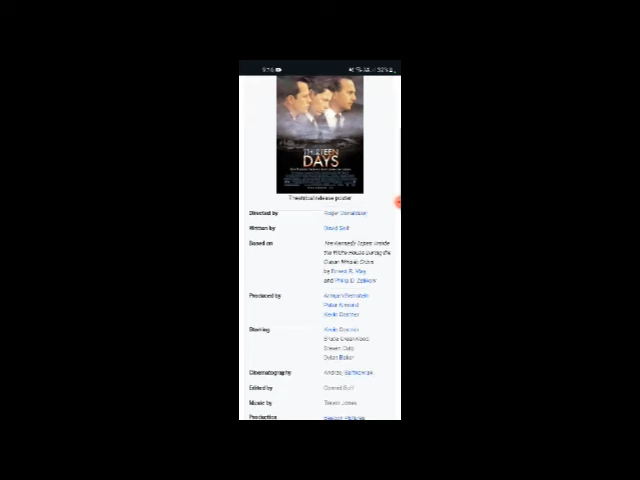 THIRTEEN
DAYS
Theatrical release poster
Directed by Roger Donaldson
Written by David Self
Based on The Kennedy Tapes: Inside
the White House During the
Cuban Missile Crisis
by Ernest R. May
and Philip D. Zelikow
Produced by Armyan Bernstein
Peter Almond
Kevin Costner
Starring Kevin Costner
Bruce Greenwood
Steven Culp
Dylan Baker
Cinematography Andrzej Bartkowiak
Edited by Conrad Buff
Music by Trevor Jones
Production Beacon Pictures